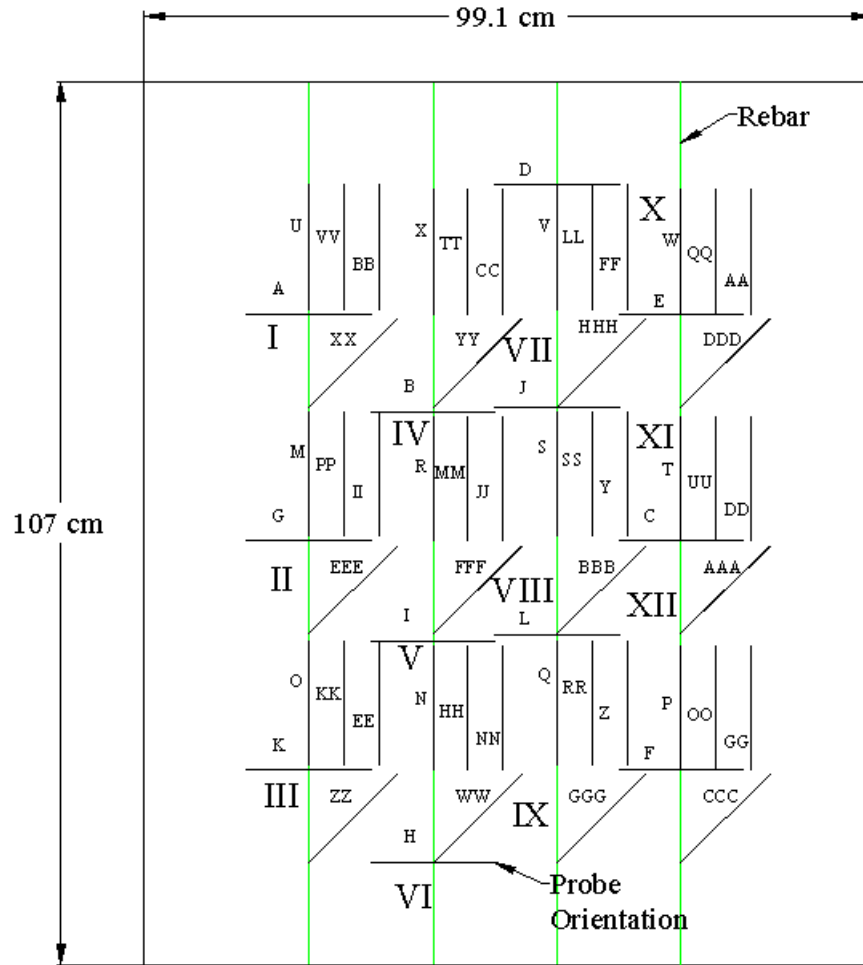 99.1 cm
Rebar
D
U VV BB X TT CC V LL FF X W QQ AA
A E
I XX YY VII HHH DDD
B J
M PP II IV R MM JJ S SS Y XI T UU DD
G C
II EEE FFF VIII BBB XII AAA
107 cm
I L
O KK EE V N HH NN Q RR Z P OO GG
K F
III ZZ WW IX GGG CCC
H
VI
Probe
Orientation